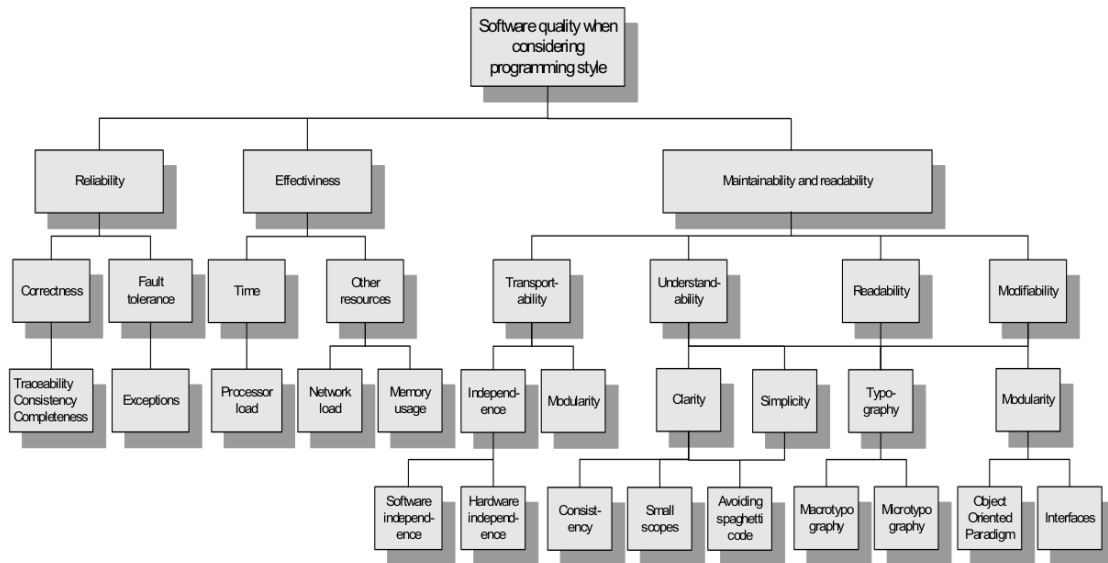 Software quality when
considering
programming style
Reliability
Effectiviness
Maintainability and readability
Correctness
Fault
tolerance
Time
Other
resources
Transport-
ability
Understand-
ability
Readability
Modifiability
Traceability
Consistency
Completeness
Exceptions
Processor
load
Network
load
Memory
usage
Independ-
ence
Modularity
Clarity
Simplicity
Typo-
graphy
Modularity
Software
independ-
ence
Hardware
independ-
ence
Consist-
ency
Small
scopes
Avoiding
spaghetti
code
Macrotypo
graphy
Microtypo
graphy
Object
Oriented
Paradigm
Interfaces